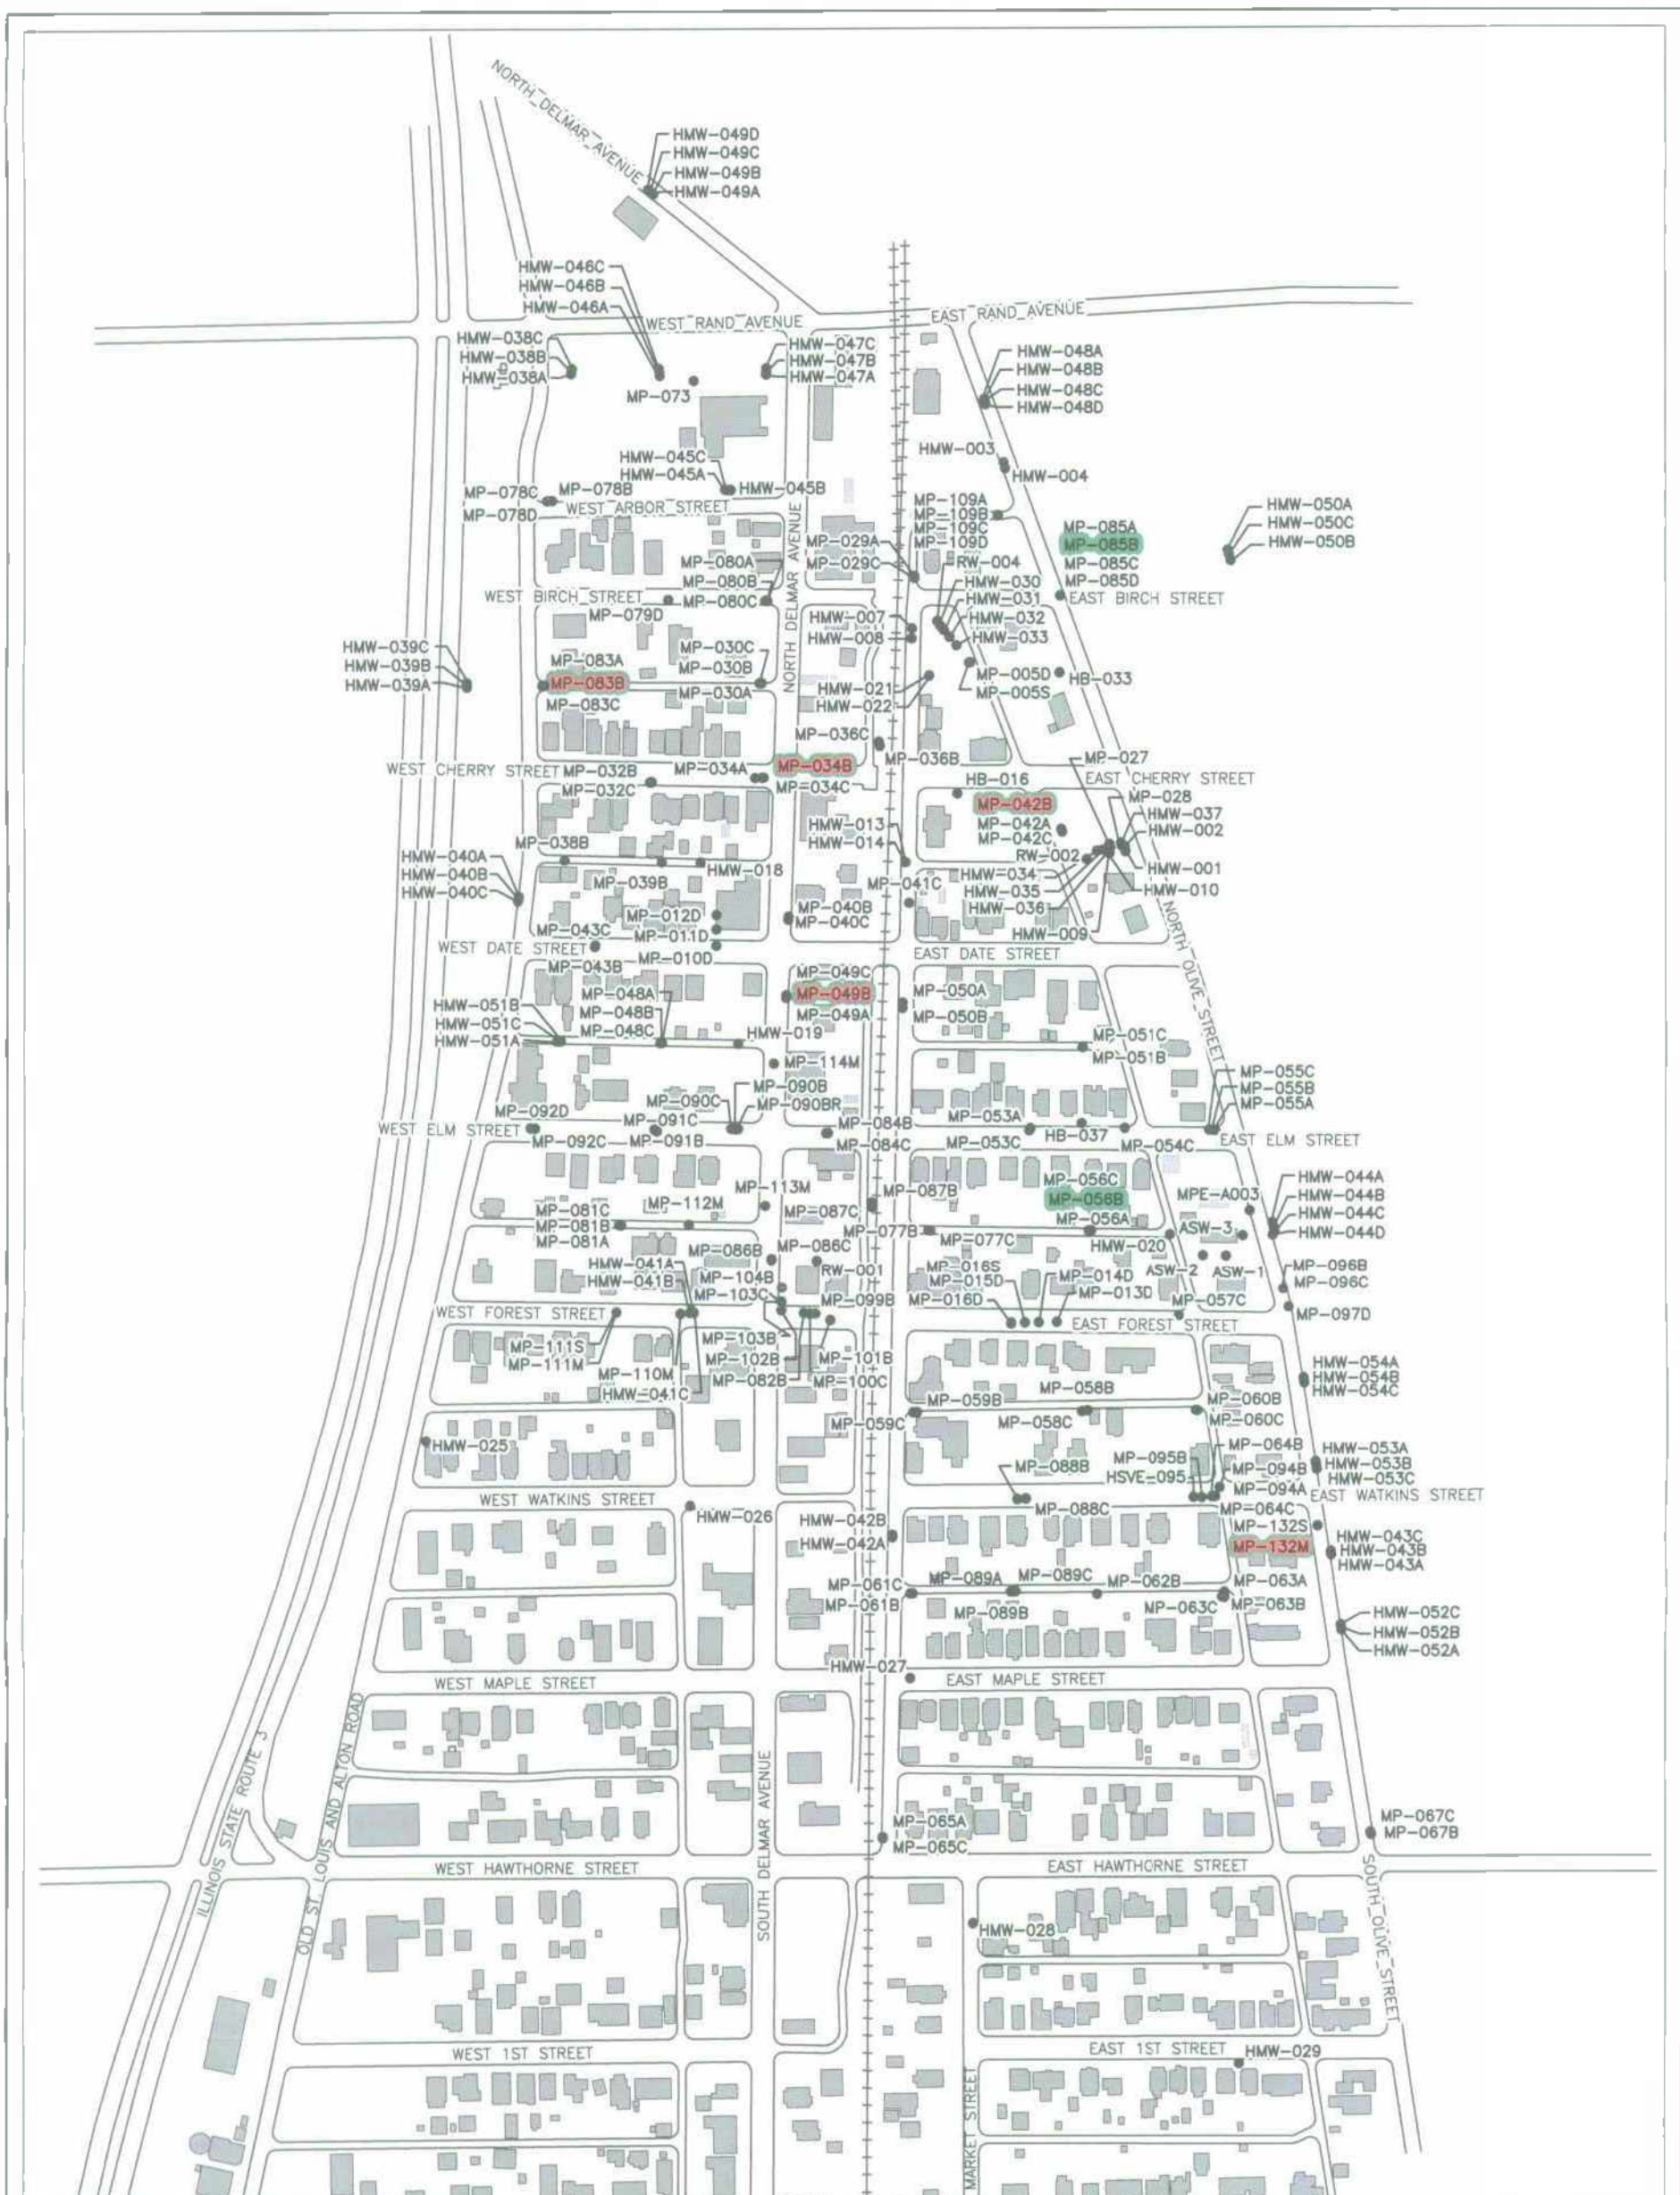 NORTH DELMAR AVENUE
HMW-049D
HMW-049C
HMW-049B
HMW-049A
HMW-046C
HMW-046B
HMW-046A
WEST RAND AVENUE
EAST RAND AVENUE
HMW-038C
HMW-038B
HMW-038A
HMW-047C
HMW-047B
HMW-047A
MP-073
HMW-048A
HMW-048B
HMW-048C
HMW-048D
HMW-003
HMW-004
HMW-045C
HMW-045A
HMW-045B
MP-078C
MP-078B
MP-078D
WEST ARBOR STREET
NORTH DELMAR AVENUE
MP-109A
MP-109B
MP-109C
MP-109D
MP-029A
MP-029C
MP-085A
MP-085B
MP-085C
MP-085D
HMW-050A
HMW-050C
HMW-050B
MP-080A
MP-080B
MP-080C
RW-004
HMW-030
HMW-031
HMW-032
HMW-033
WEST BIRCH STREET
EAST BIRCH STREET
MP-079D
HMW-007
HMW-008
HMW-039C
HMW-039B
HMW-039A
MP-083A
MP-083B
MP-083C
MP-030C
MP-030B
MP-030A
MP-005D
MP-005S
HB-033
HMW-021
HMW-022
MP-036C
MP-036B
MP-027
WEST CHERRY STREET
MP-032B
MP-032C
MP-034A
MP-034B
MP-034C
EAST CHERRY STREET
HB-016
MP-042B
MP-042A
MP-042C
MP-028
HMW-037
HMW-002
HMW-013
HMW-014
RW-002
HMW-001
HMW-010
HMW-034
HMW-035
HMW-036
HMW-009
MP-038B
HMW-018
HMW-040A
HMW-040B
HMW-040C
MP-039B
MP-041C
MP-012D
MP-011D
MP-010D
MP-040B
MP-040C
MP-043C
WEST DATE STREET
MP-043B
EAST DATE STREET
NORTH OLIVE STREET
MP-049C
MP-049B
MP-049A
MP-050A
MP-050B
MP-048A
MP-048B
MP-048C
HMW-051B
HMW-051C
HMW-051A
HMW-019
MP-051C
MP-051B
MP-114M
MP-055C
MP-055B
MP-055A
MP-090B
MP-090C
MP-090BR
MP-092D
MP-091C
MP-053A
WEST ELM STREET
MP-092C
MP-091B
MP-084B
MP-084C
MP-053C
HB-037
MP-054C
EAST ELM STREET
MP-113M
MP-112M
MP-081C
MP-081B
MP-081A
MP-087B
MP-087C
MP-056C
MP-056B
MP-056A
MPE-A003
HMW-044A
HMW-044B
HMW-044C
HMW-044D
MP-077B
MP-077C
HMW-020
ASW-3
ASW-2
ASW-1
MP-086B
MP-086C
HMW-041A
HMW-041B
MP-104B
MP-103C
RW-001
MP-016S
MP-015D
MP-016D
MP-014D
MP-013D
MP-096B
MP-096C
MP-057C
MP-097D
MP-099B
WEST FOREST STREET
EAST FOREST STREET
MP-111S
MP-111M
MP-110M
HMW-041C
MP-103B
MP-102B
MP-082B
MP-101B
MP-100C
HMW-054A
HMW-054B
HMW-054C
MP-058B
MP-058C
MP-059B
MP-059C
MP-060B
MP-060C
HMW-025
MP-064B
MP-095B
MP-094B
HSVE-095
MP-094A
MP-064C
HMW-053A
HMW-053B
HMW-053C
MP-088B
MP-088C
WEST WATKINS STREET
EAST WATKINS STREET
HMW-026
HMW-042B
HMW-042A
MP-132S
MP-132M
HMW-043C
HMW-043B
HMW-043A
MP-061C
MP-061B
MP-089A
MP-089C
MP-089B
MP-062B
MP-063A
MP-063C
MP-063B
HMW-052C
HMW-052B
HMW-052A
HMW-027
WEST MAPLE STREET
EAST MAPLE STREET
ILLINOIS STATE ROUTE 3
OLD ST. LOUIS AND ALTON ROAD
SOUTH DELMAR AVENUE
MP-065A
MP-065C
MP-067C
MP-067B
WEST HAWTHORNE STREET
EAST HAWTHORNE STREET
SOUTH OLIVE STREET
HMW-028
WEST 1ST STREET
EAST 1ST STREET
HMW-029
MARKET STREET